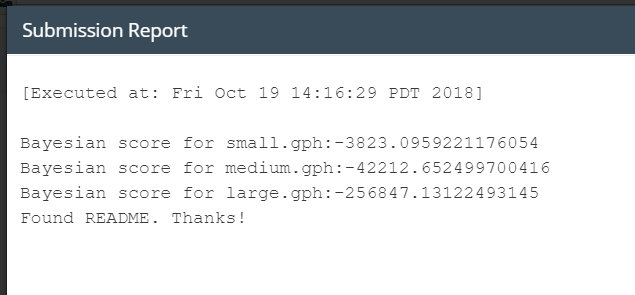 Submission Report
[Executed at: Fri Oct 19 14:16:29 PDT 2018]
Bayesian score for small.gph:-3823.0959221176054
Bayesian score for medium.gph:-42212.652499700416
Bayesian score for large.gph:-256847.13122493145
Found README. Thanks!